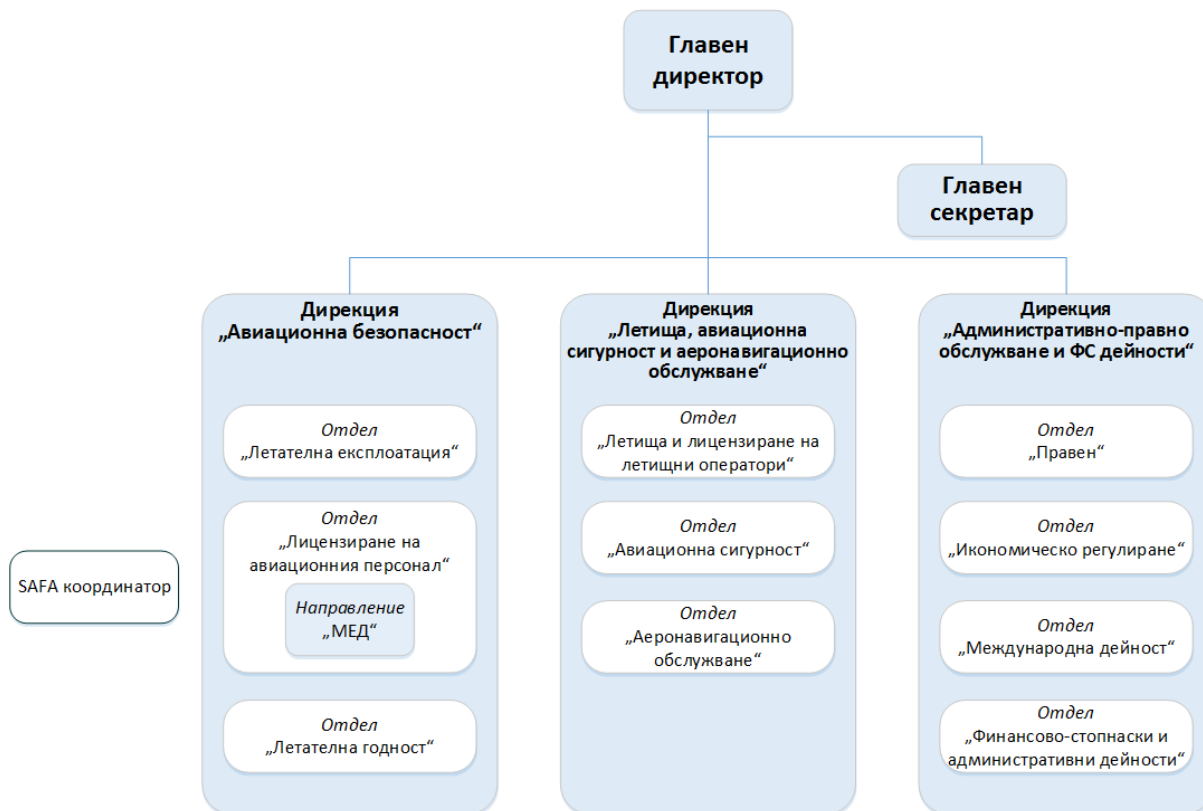 Главен
директор
Главен
секретар
Дирекция
„Авиационна безопасност“
Отдел
„Летателна експлоатация“
Отдел
„Лицензиране на
авиационния персонал“
Направление
„МЕД“
Отдел
„Летателна годност“
SAFA координатор
Дирекция
„Летища, авиационна
сигурност и аеронавигационно
обслужване“
Отдел
„Летища и лицензиране на
летищни оператори“
Отдел
„Авиационна сигурност“
Отдел
„Аеронавигационно
обслужване“
Дирекция
„Административно-правно
обслужване и ФС дейности“
Отдел
„Правен“
Отдел
„Икономическо регулиране“
Отдел
„Международна дейност“
Отдел
„Финансово-стопнаски и
административни дейности“